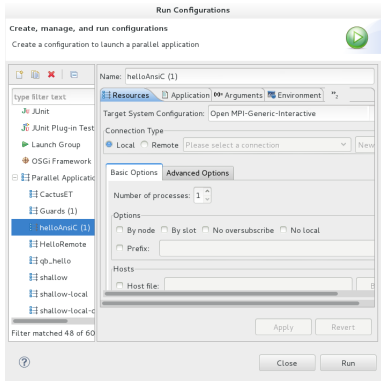 Run Configurations
Create, manage, and run configurations
Create a configuration to launch a parallel application
type filter text
JUnit
JUnit Plug-in Test
Launch Group
OSGi Framework
Parallel Applicatio
CactusET
Guards (1)
helloAnsiC (1)
HelloRemote
qb_hello
shallow
shallow-local
shallow-local-c
Filter matched 48 of 60
Name: helloAnsiC (1)
Resources Application Arguments Environment »2
Target System Configuration: Open MPI-Generic-Interactive
Connection Type
Local Remote Please select a connection New
Basic Options Advanced Options
Number of processes: 1
Options
By node By slot No oversubscribe No local
Prefix:
Hosts
Host file:
Apply Revert
Close Run